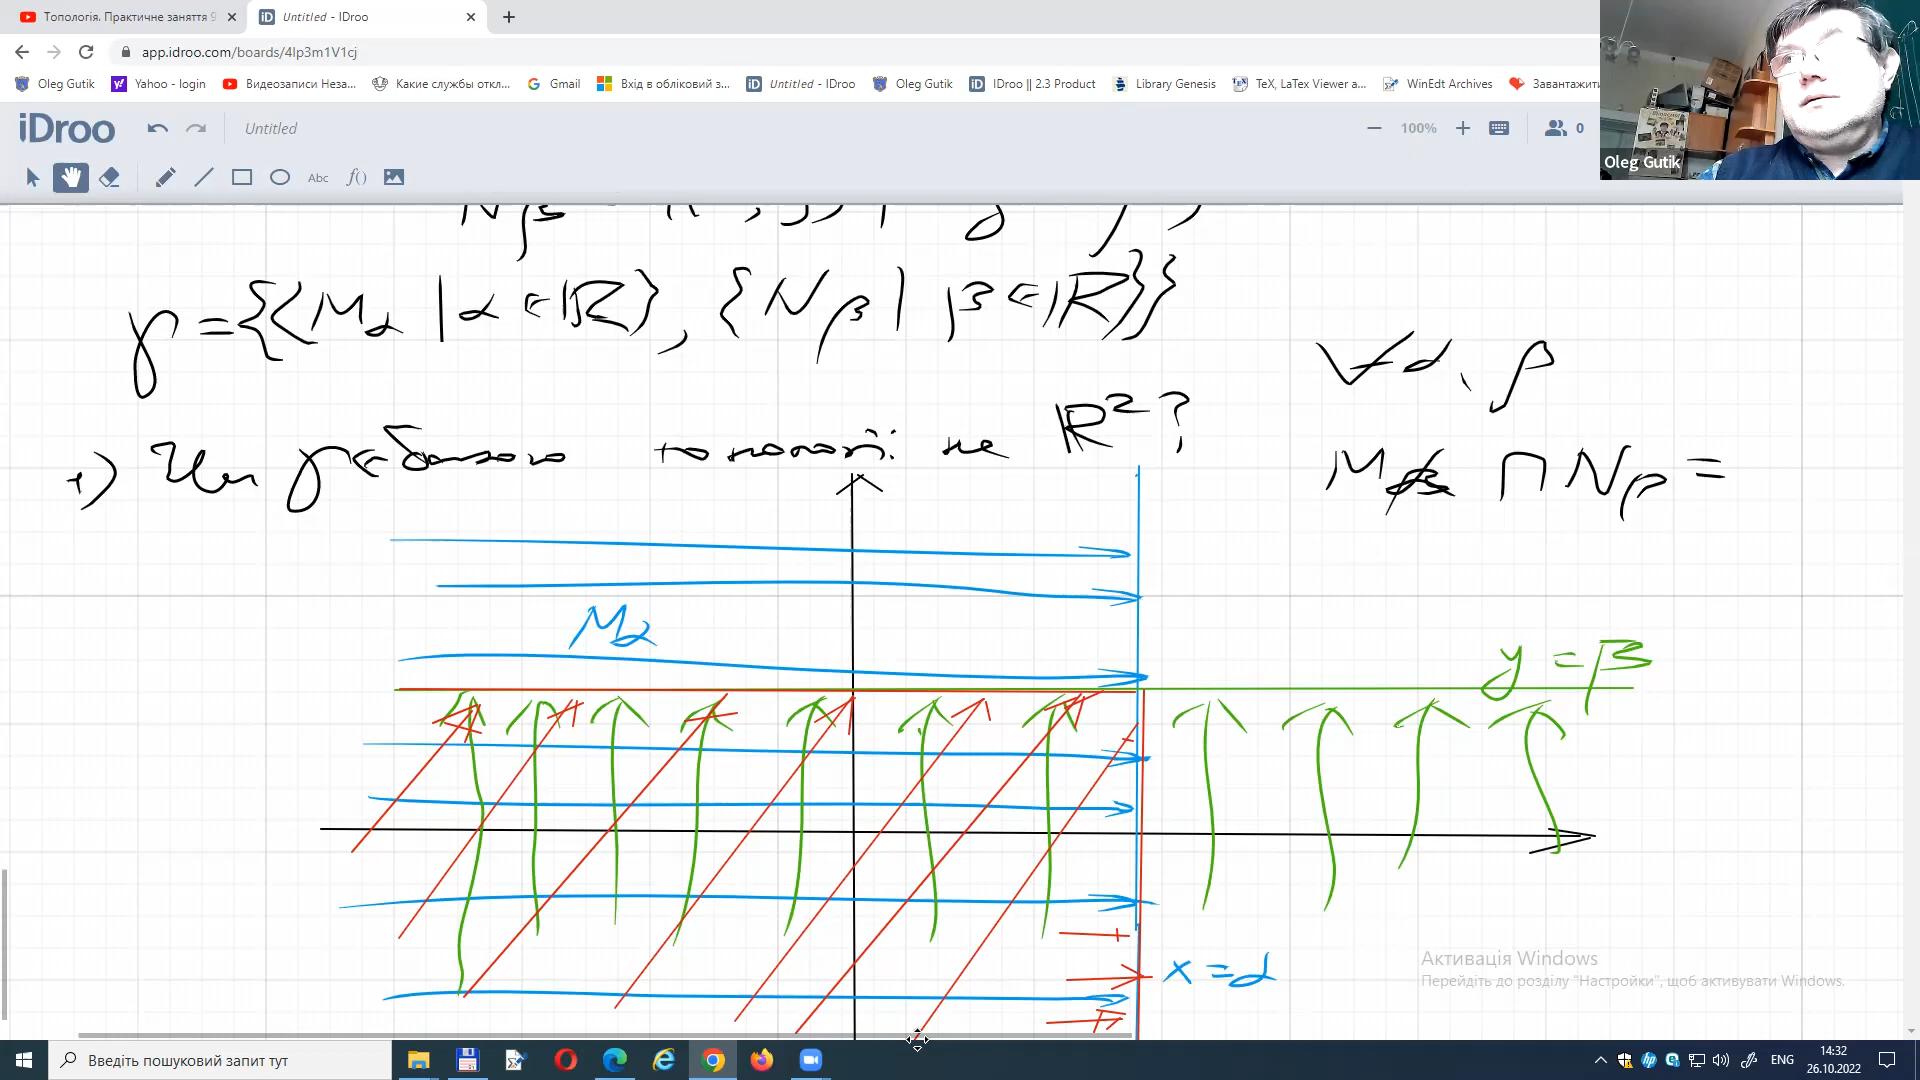 Топологія. Практичне заняття 9
Untitled - IDroo
app.idroo.com/boards/4lp3m1V1cj
Oleg Gutik
Yahoo - login
Видеозаписи Неза...
Какие службы откл...
Gmail
Вхід в обліковий з...
Untitled - IDroo
Oleg Gutik
IDroo || 2.3 Product
Library Genesis
TeX, LaTex Viewer a...
WinEdt Archives
Завантажити
iDroo
Untitled
100%
0
Oleg Gutik
Abc
f()
γ = {{M_α | α ∈ ℝ}, {N_β | β ∈ ℝ}}
∀ α, β
1) Чи γ є базою топології на ℝ²?
∩ N_β =
M_α
y = β
x = α
Активація Windows
Перейдіть до розділу "Настройки", щоб активувати Windows.
Введіть пошуковий запит тут
ENG
14:32
26.10.2022